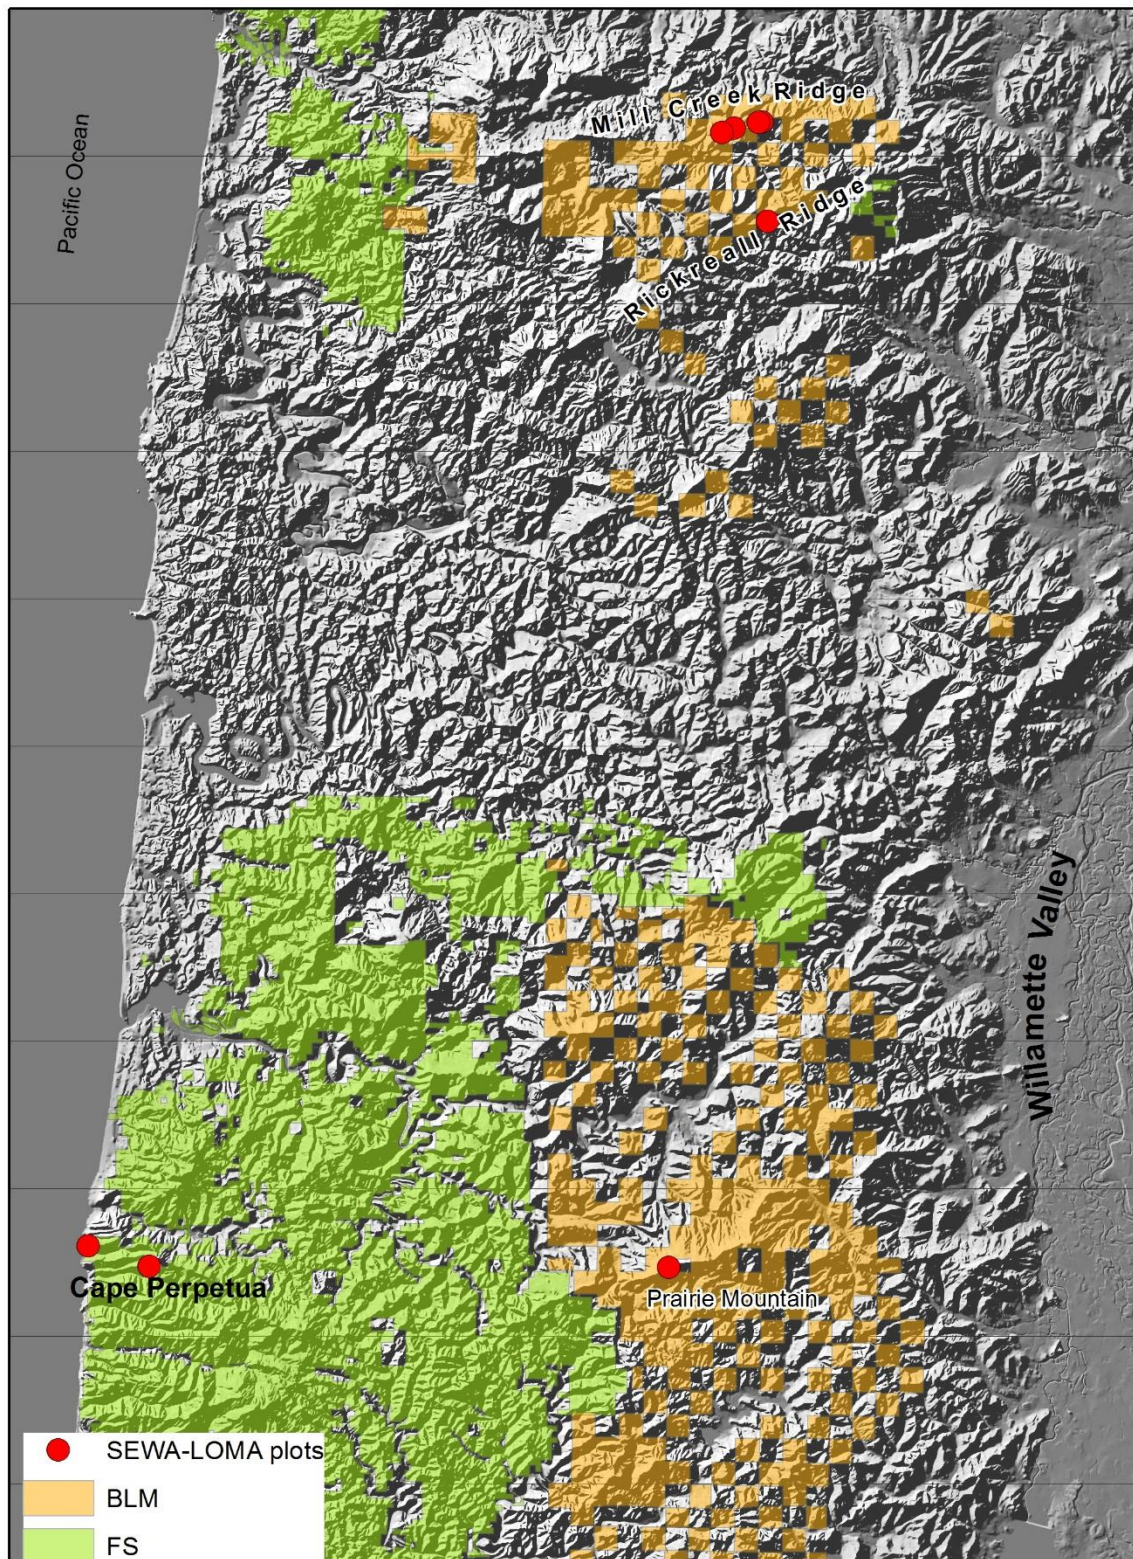 Mill Creek Ridge
Pacific Ocean
Rickreall Ridge
Willamette Valley
Cape Perpetua
Prairie Mountain
SEWA-LOMA plots
BLM
FS